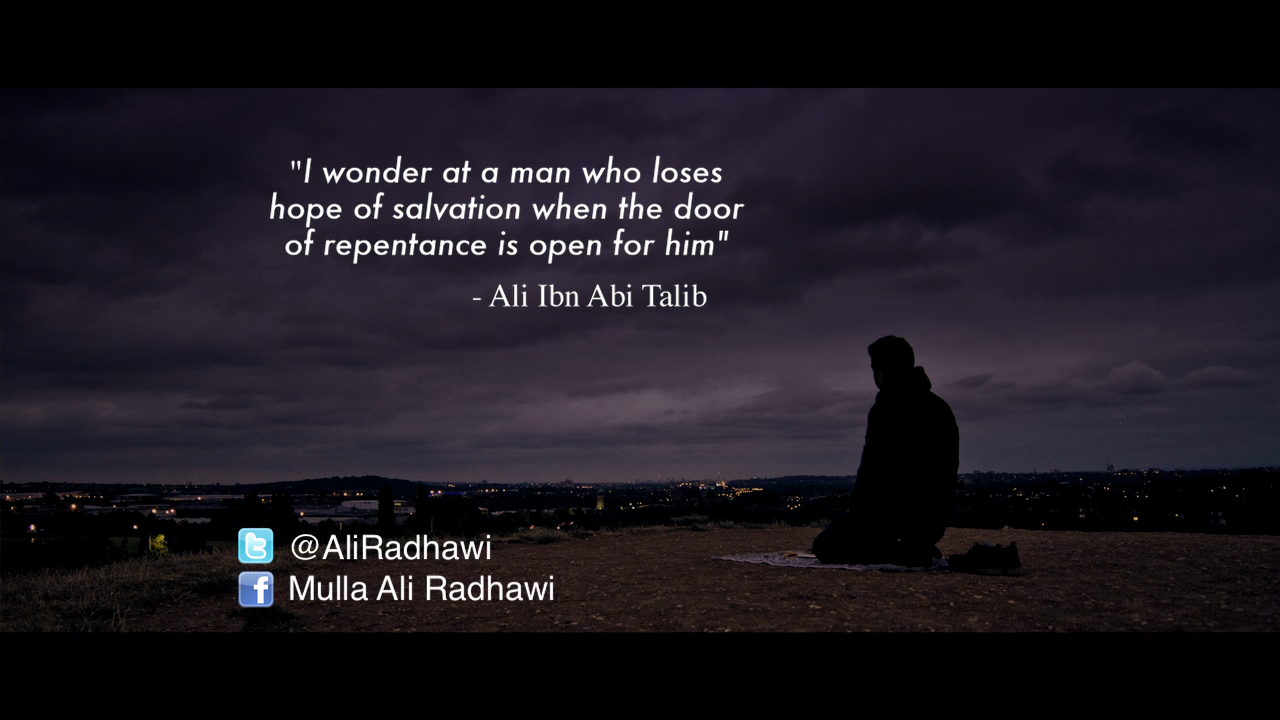 "I wonder at a man who loses
hope of salvation when the door
of repentance is open for him"
- Ali Ibn Abi Talib
@AliRadhawi
Mulla Ali Radhawi